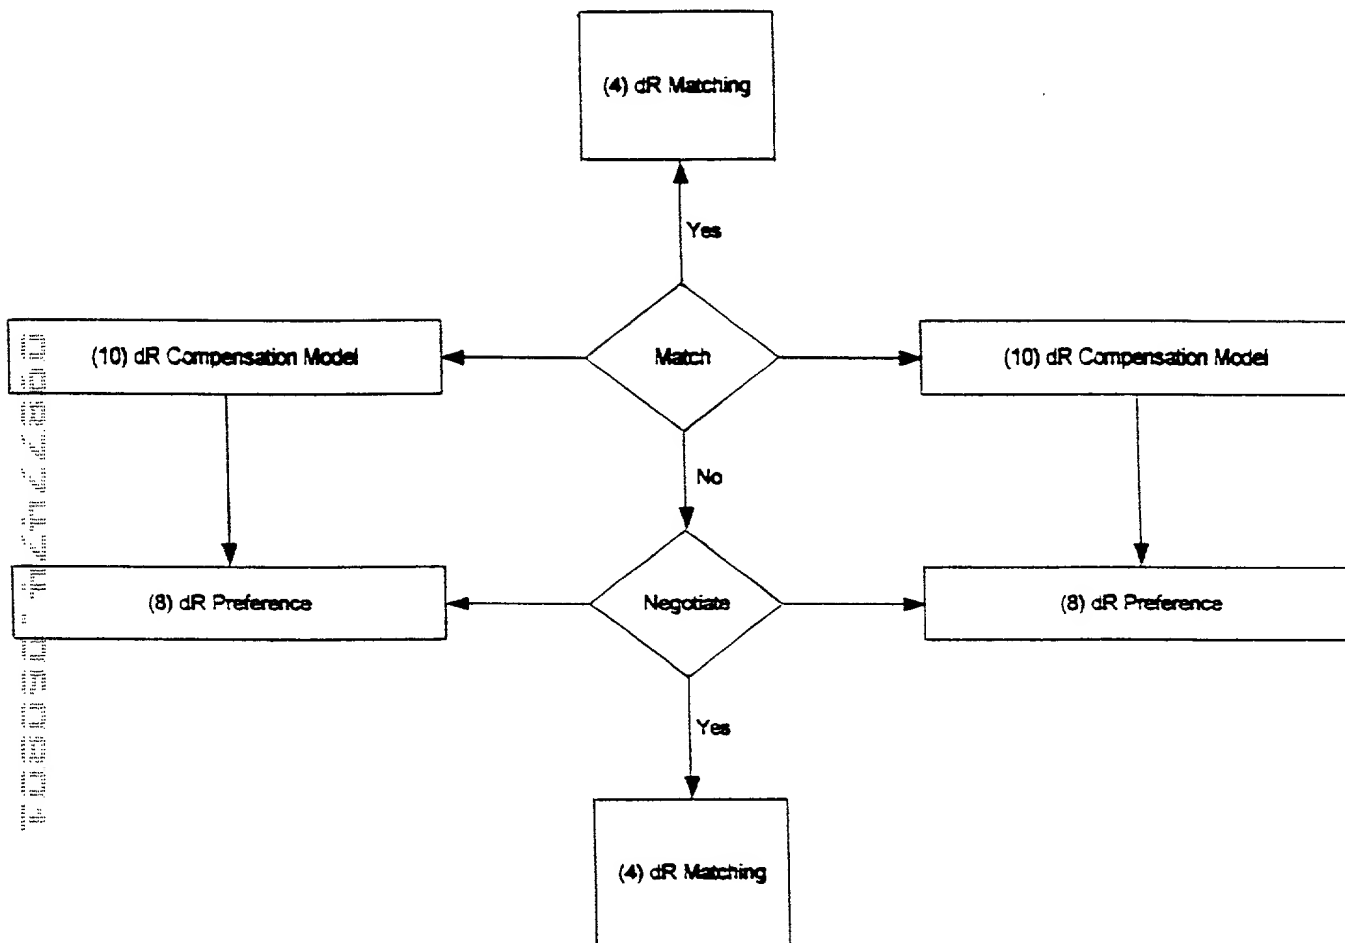 (4) dR Matching
Yes
(10) dR Compensation Model
Match
(10) dR Compensation Model
No
(8) dR Preference
Negotiate
(8) dR Preference
Yes
(4) dR Matching